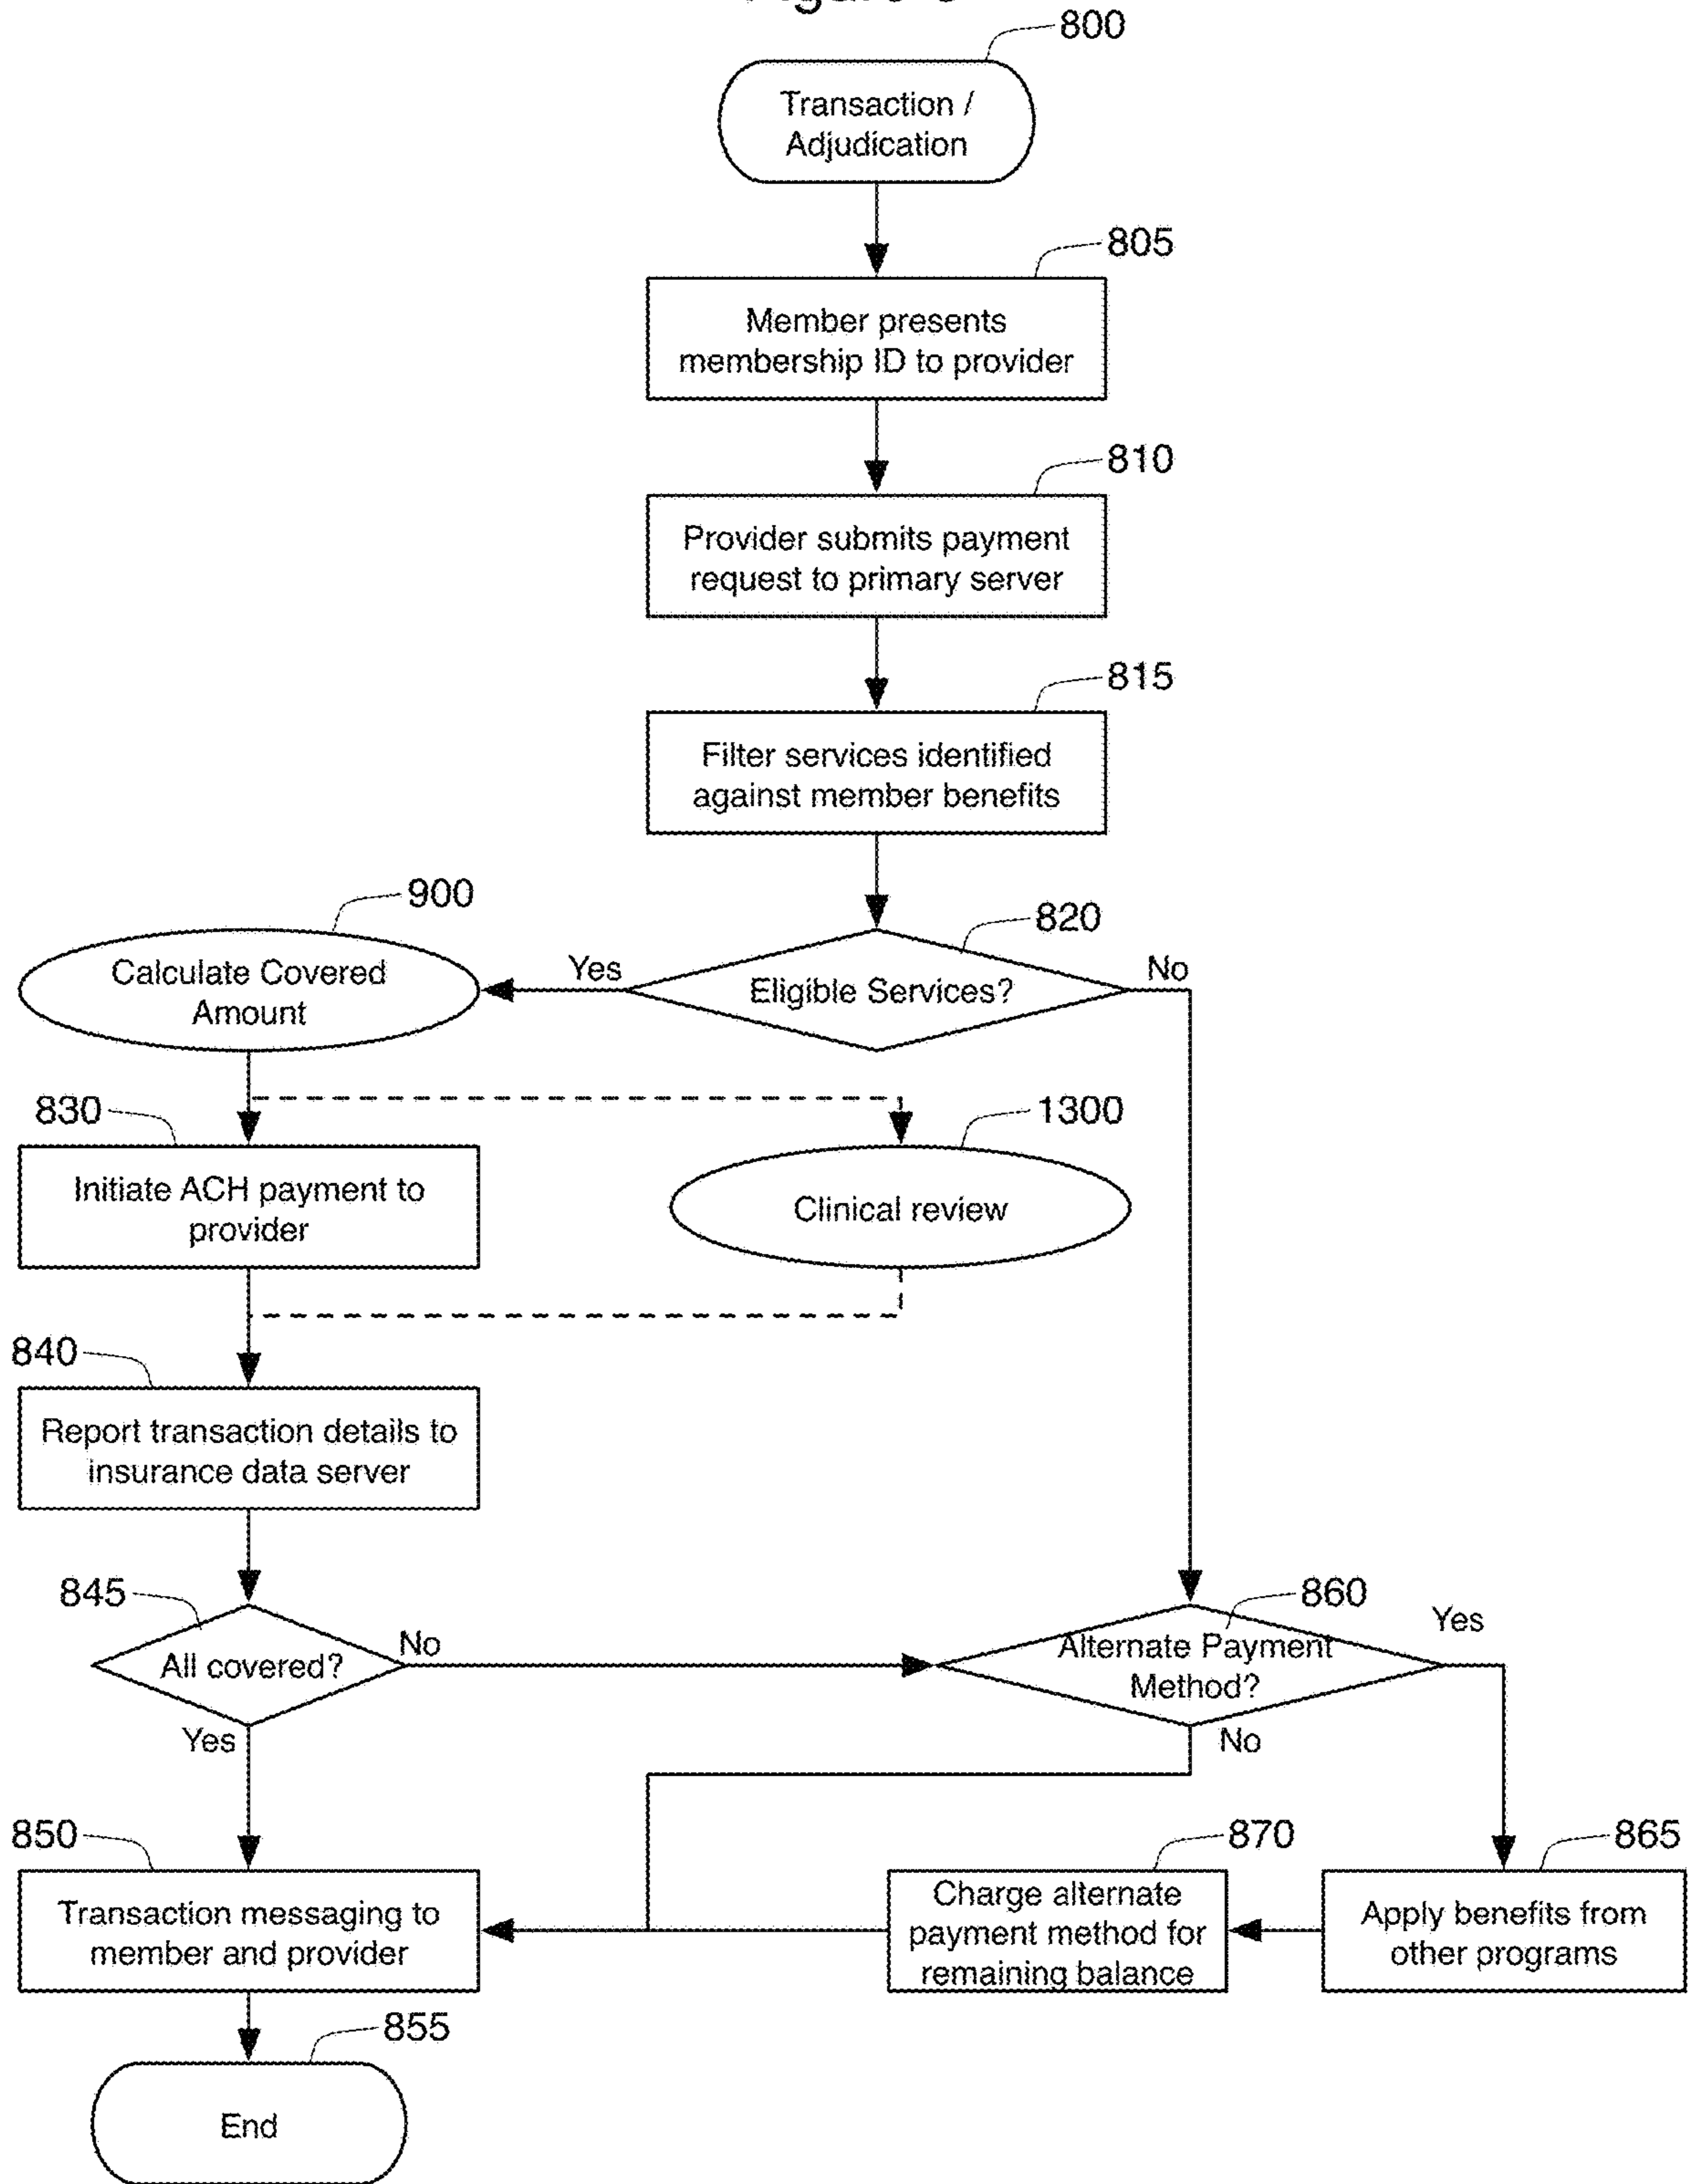 800
Transaction /
Adjudication
805
Member presents
membership ID to provider
810
Provider submits payment
request to primary server
815
Filter services identified
against member benefits
900
Calculate Covered
Amount
820
Yes
Eligible Services?
No
830
Initiate ACH payment to
provider
1300
Clinical review
840
Report transaction details to
insurance data server
845
All covered?
No
Yes
860
Alternate Payment
Method?
Yes
No
850
Transaction messaging to
member and provider
870
Charge alternate
payment method for
remaining balance
865
Apply benefits from
other programs
855
End